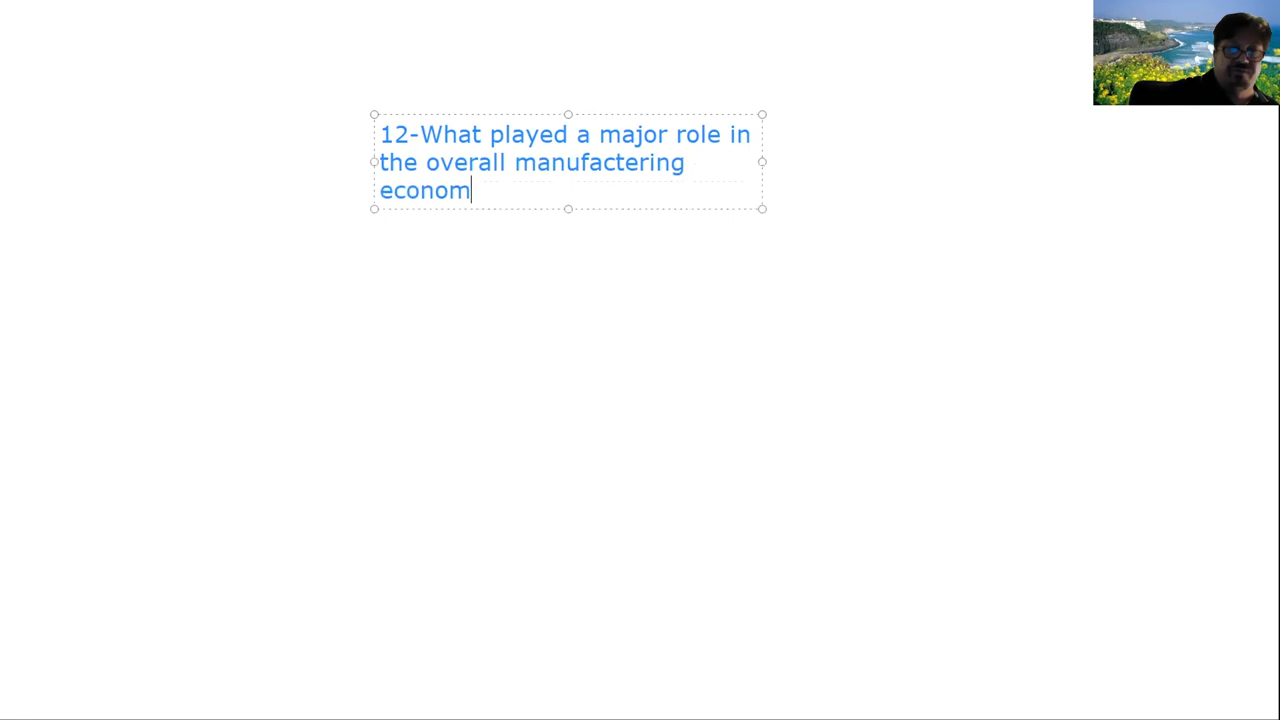 12-What played a major role in
the overall manufactering
econom